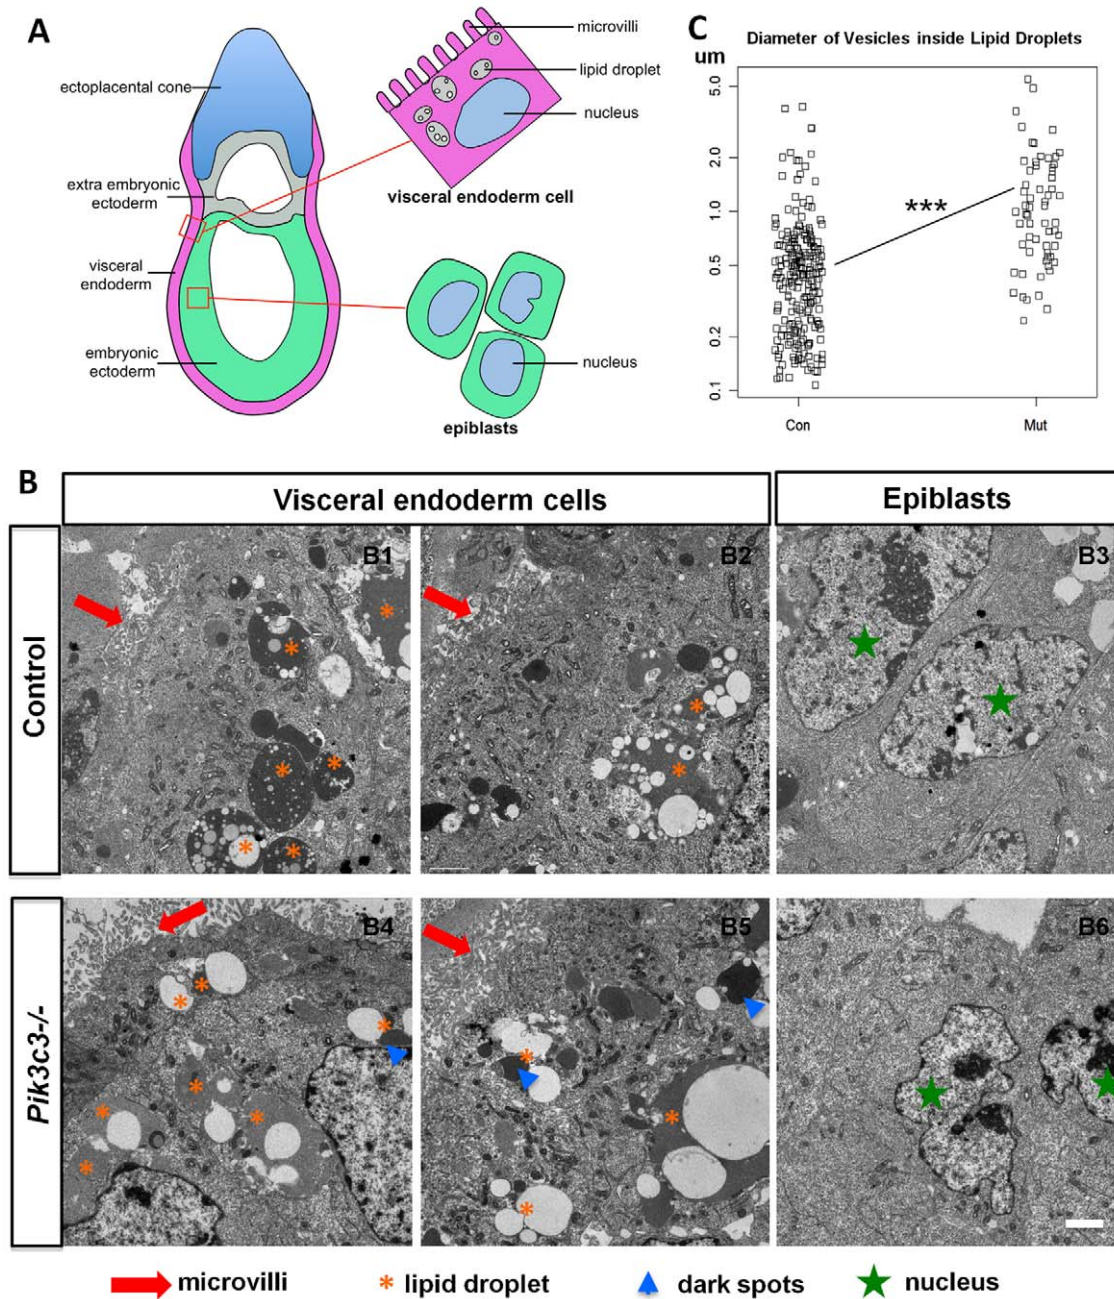 A
microvilli
lipid droplet
nucleus
visceral endoderm cell
ectoplacental cone
extra embryonic
ectoderm
visceral
endoderm
embryonic
ectoderm
nucleus
epiblasts
C
Diameter of Vesicles inside Lipid Droplets
um
5.0
2.0
1.0
0.5
0.2
0.1
***
Con
Mut
B
Visceral endoderm cells
Epiblasts
Control
B1
B2
B3
Pik3c3-/-
B4
B5
B6
microvilli
* lipid droplet
dark spots
nucleus